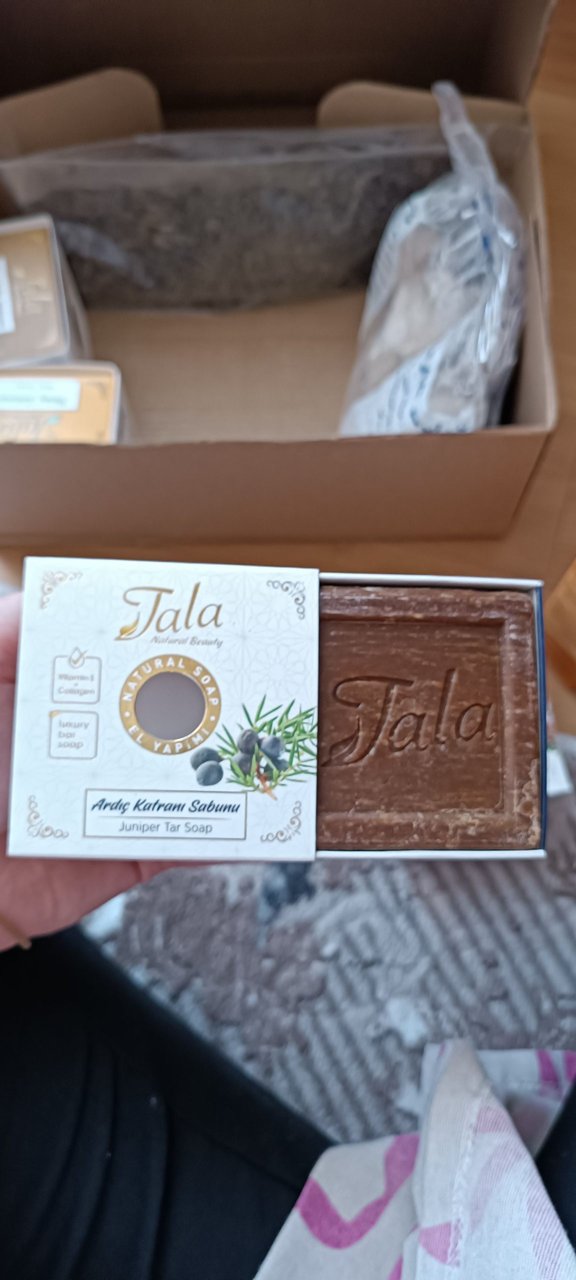 Tala
Natural Beauty
Vitamin E
+
Collagen
luxury
bar
soap
NATURAL SOAP
EL YAPIMI
Ardıç Katranı Sabunu
Juniper Tar Soap
Tala